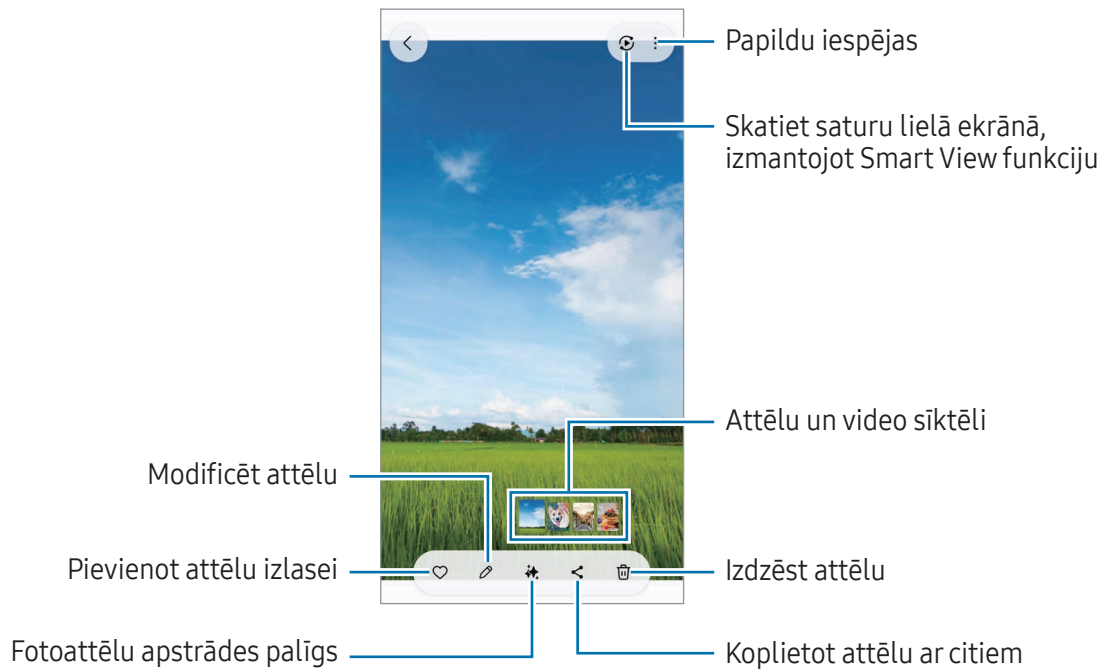 Papildu iespējas
Skatiet saturu lielā ekrānā,
izmantojot Smart View funkciju
Attēlu un video sīktēli
Modificēt attēlu
Pievienot attēlu izlasei
Izdzēst attēlu
Fotoattēlu apstrādes palīgs
Koplietot attēlu ar citiem